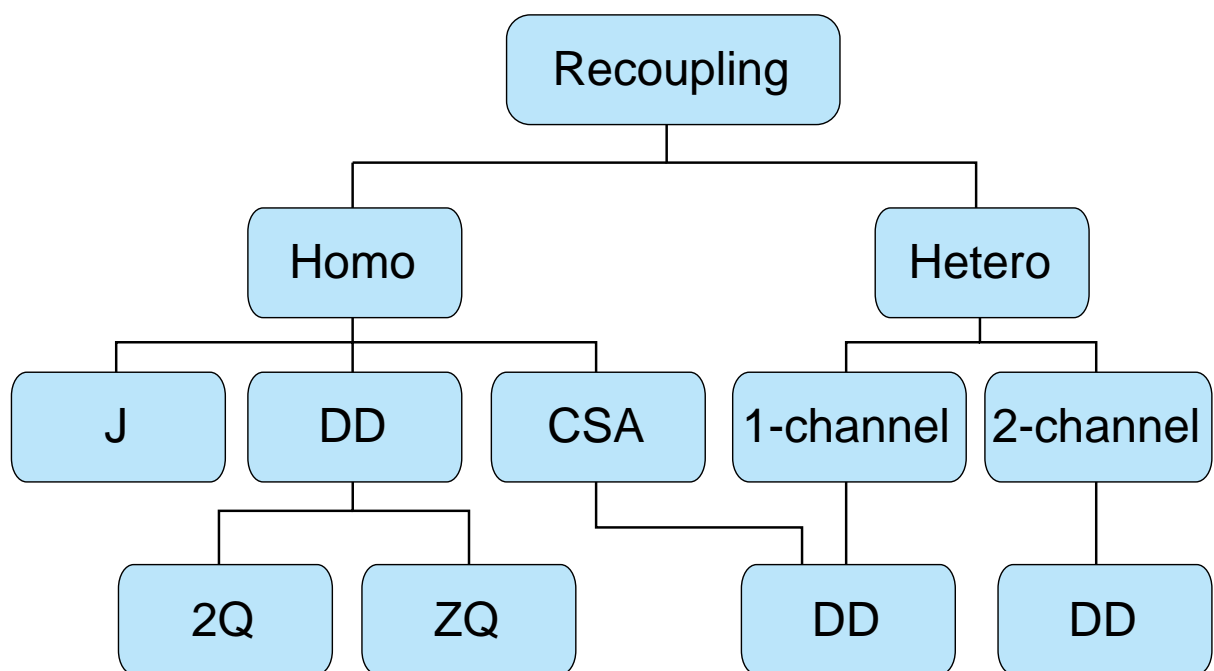 Recoupling
Homo
Hetero
J
DD
CSA
1-channel
2-channel
2Q
ZQ
DD
DD